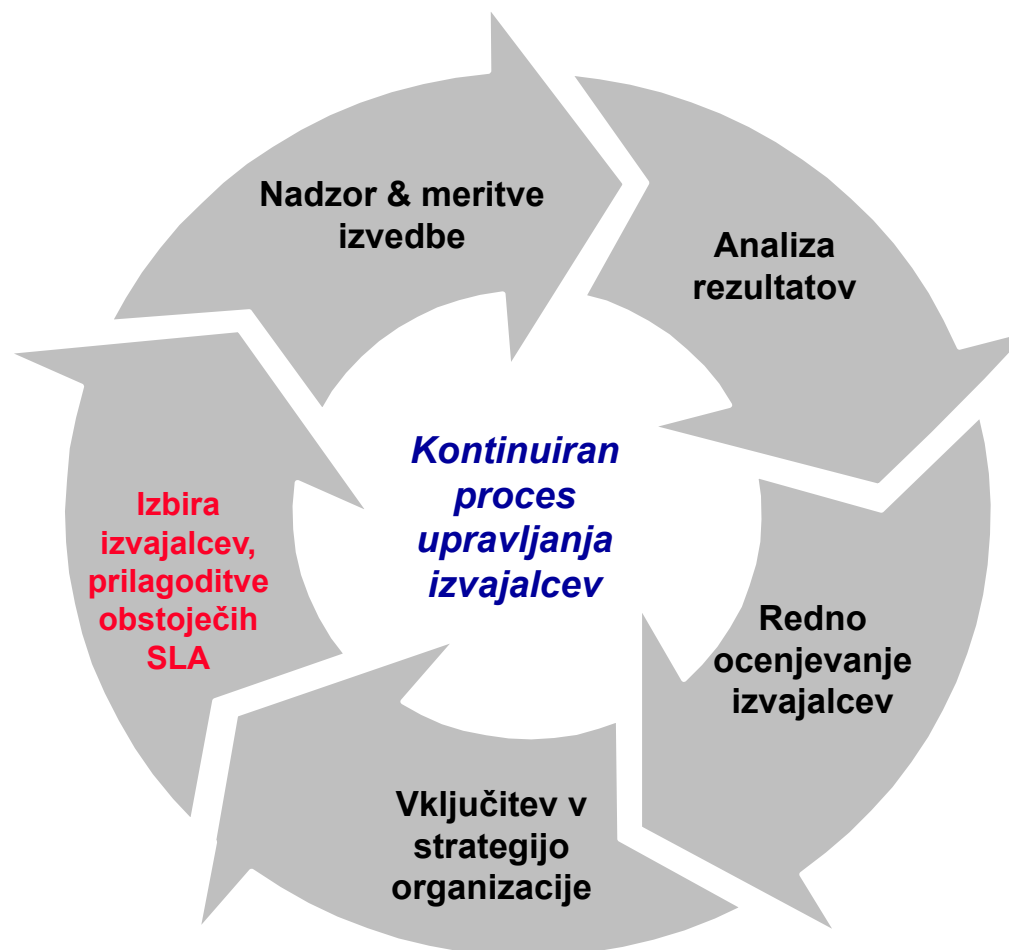 Nadzor & meritve
izvedbe
Analiza
rezultatov
Kontinuiran
proces
upravljanja
izvajalcev
Izbira
izvajalcev,
prilagoditve
obstoječih
SLA
Redno
ocenjevanje
izvajalcev
Vključitev v
strategijo
organizacije